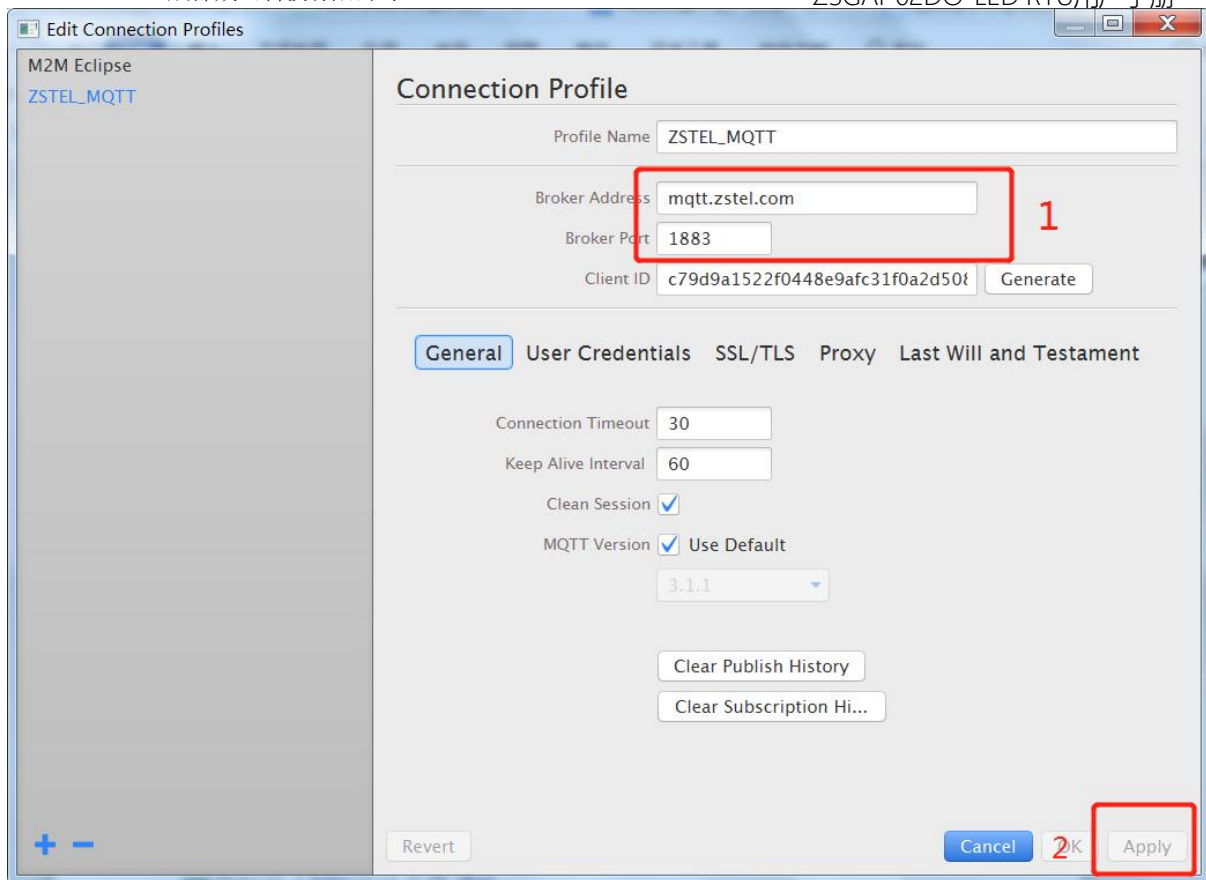 Edit Connection Profiles
M2M Eclipse
ZSTEL_MQTT
Connection Profile
Profile Name ZSTEL_MQTT
Broker Address mqtt.zstel.com
1
Broker Port 1883
Client ID c79d9a1522f0448e9afc31f0a2d508 Generate
General User Credentials SSL/TLS Proxy Last Will and Testament
Connection Timeout 30
Keep Alive Interval 60
Clean Session
MQTT Version Use Default
3.1.1
Clear Publish History
Clear Subscription Hi...
Revert Cancel 2 OK Apply